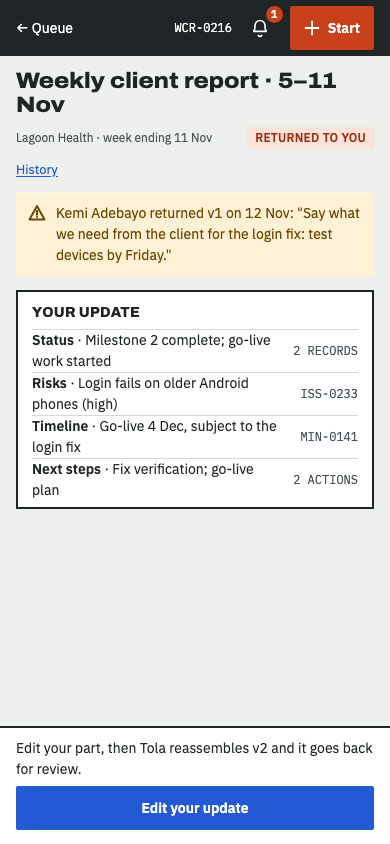 ← Queue
WCR-0216
1
+ Start
Weekly client report · 5–11
Nov
Lagoon Health · week ending 11 Nov
RETURNED TO YOU
History
Kemi Adebayo returned v1 on 12 Nov: "Say what
we need from the client for the login fix: test
devices by Friday."
YOUR UPDATE
Status · Milestone 2 complete; go-live
work started
2 RECORDS
Risks · Login fails on older Android
phones (high)
ISS-0233
Timeline · Go-live 4 Dec, subject to the
login fix
MIN-0141
Next steps · Fix verification; go-live
plan
2 ACTIONS
Edit your part, then Tola reassembles v2 and it goes back
for review.
Edit your update